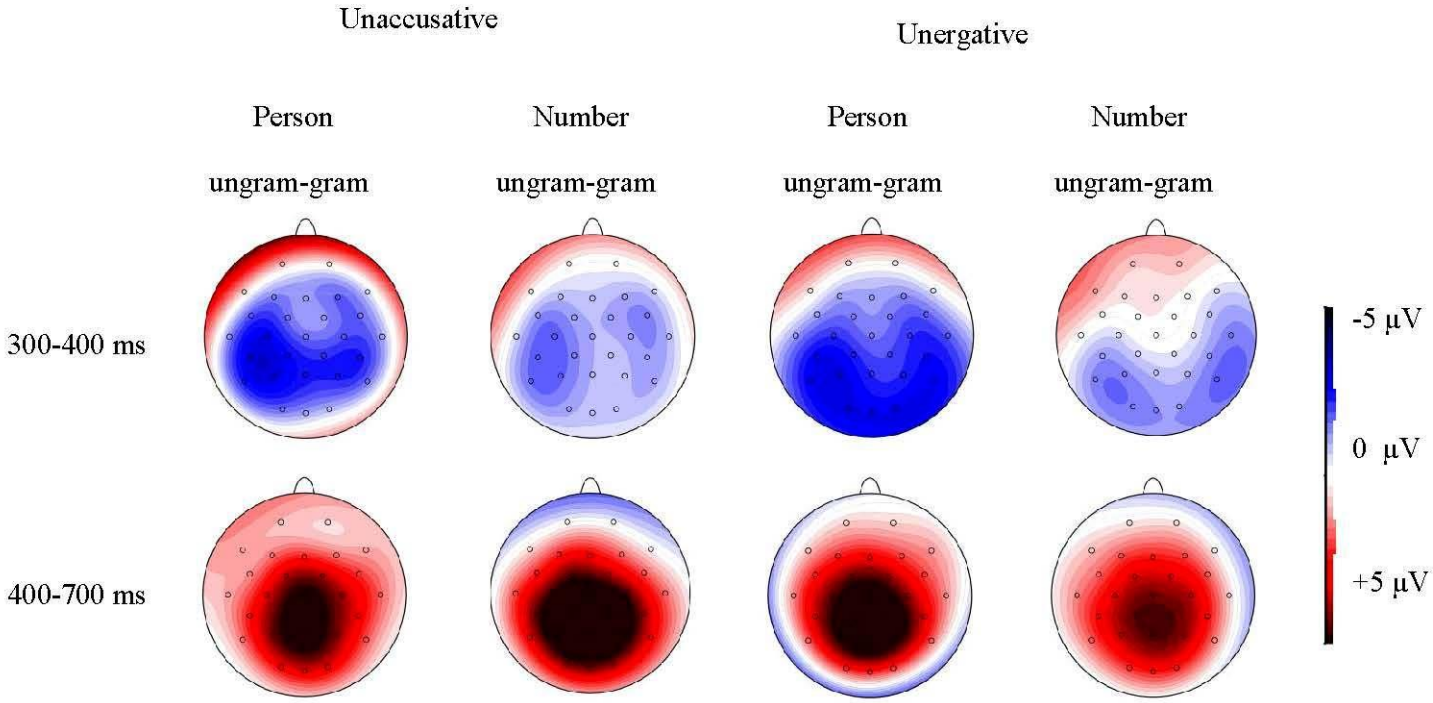 Unaccusative
Unergative
Person
Number
Person
Number
ungram-gram
ungram-gram
ungram-gram
ungram-gram
300-400 ms
-5 µV
0 µV
400-700 ms
+5 µV